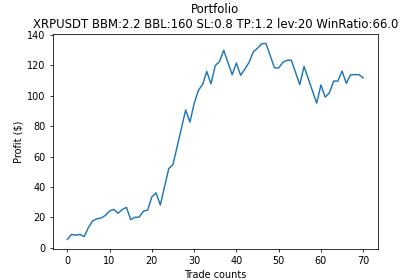 Portfolio
XRPUSDT BBM:2.2 BBL:160 SL:0.8 TP:1.2 lev:20 WinRatio:66.0
140
120
100
80
60
40
20
0
Profit ($)
0 10 20 30 40 50 60 70
Trade counts